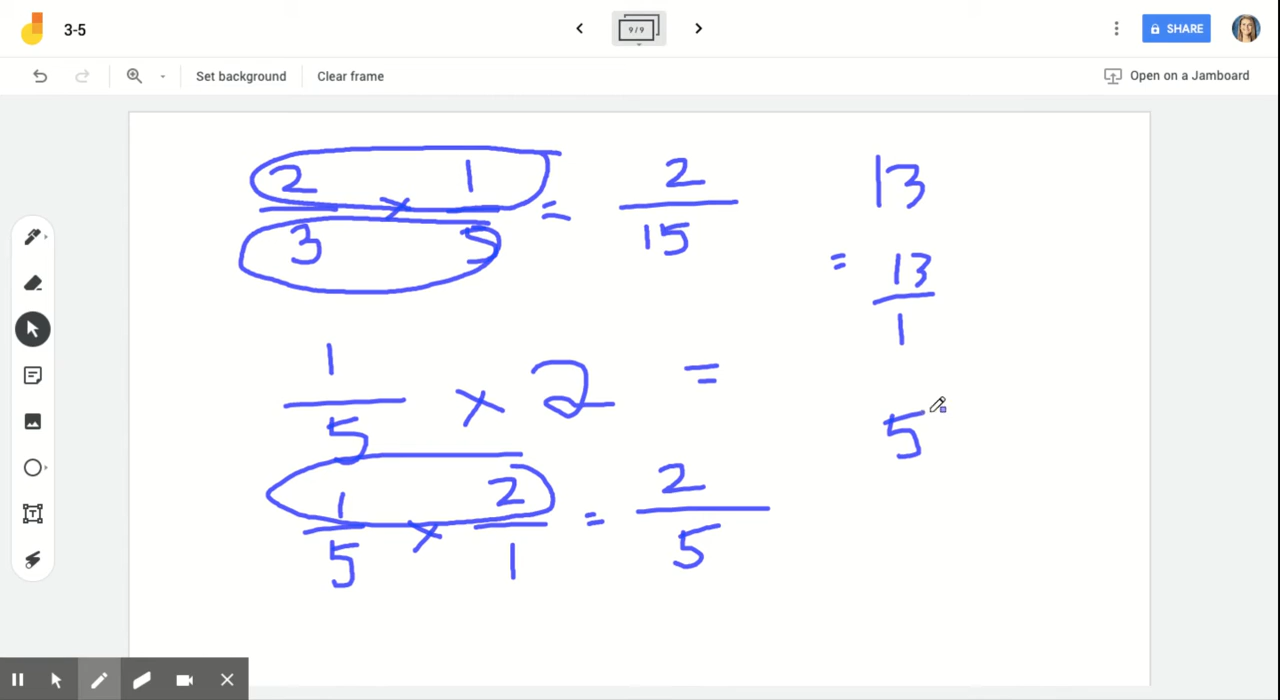 3-5
9/9
SHARE
Set background
Clear frame
Open on a Jamboard
2/3 × 1/5 = 2/15
13
= 13/1
1/5 × 2 =
5
1/5 × 2/1 = 2/5